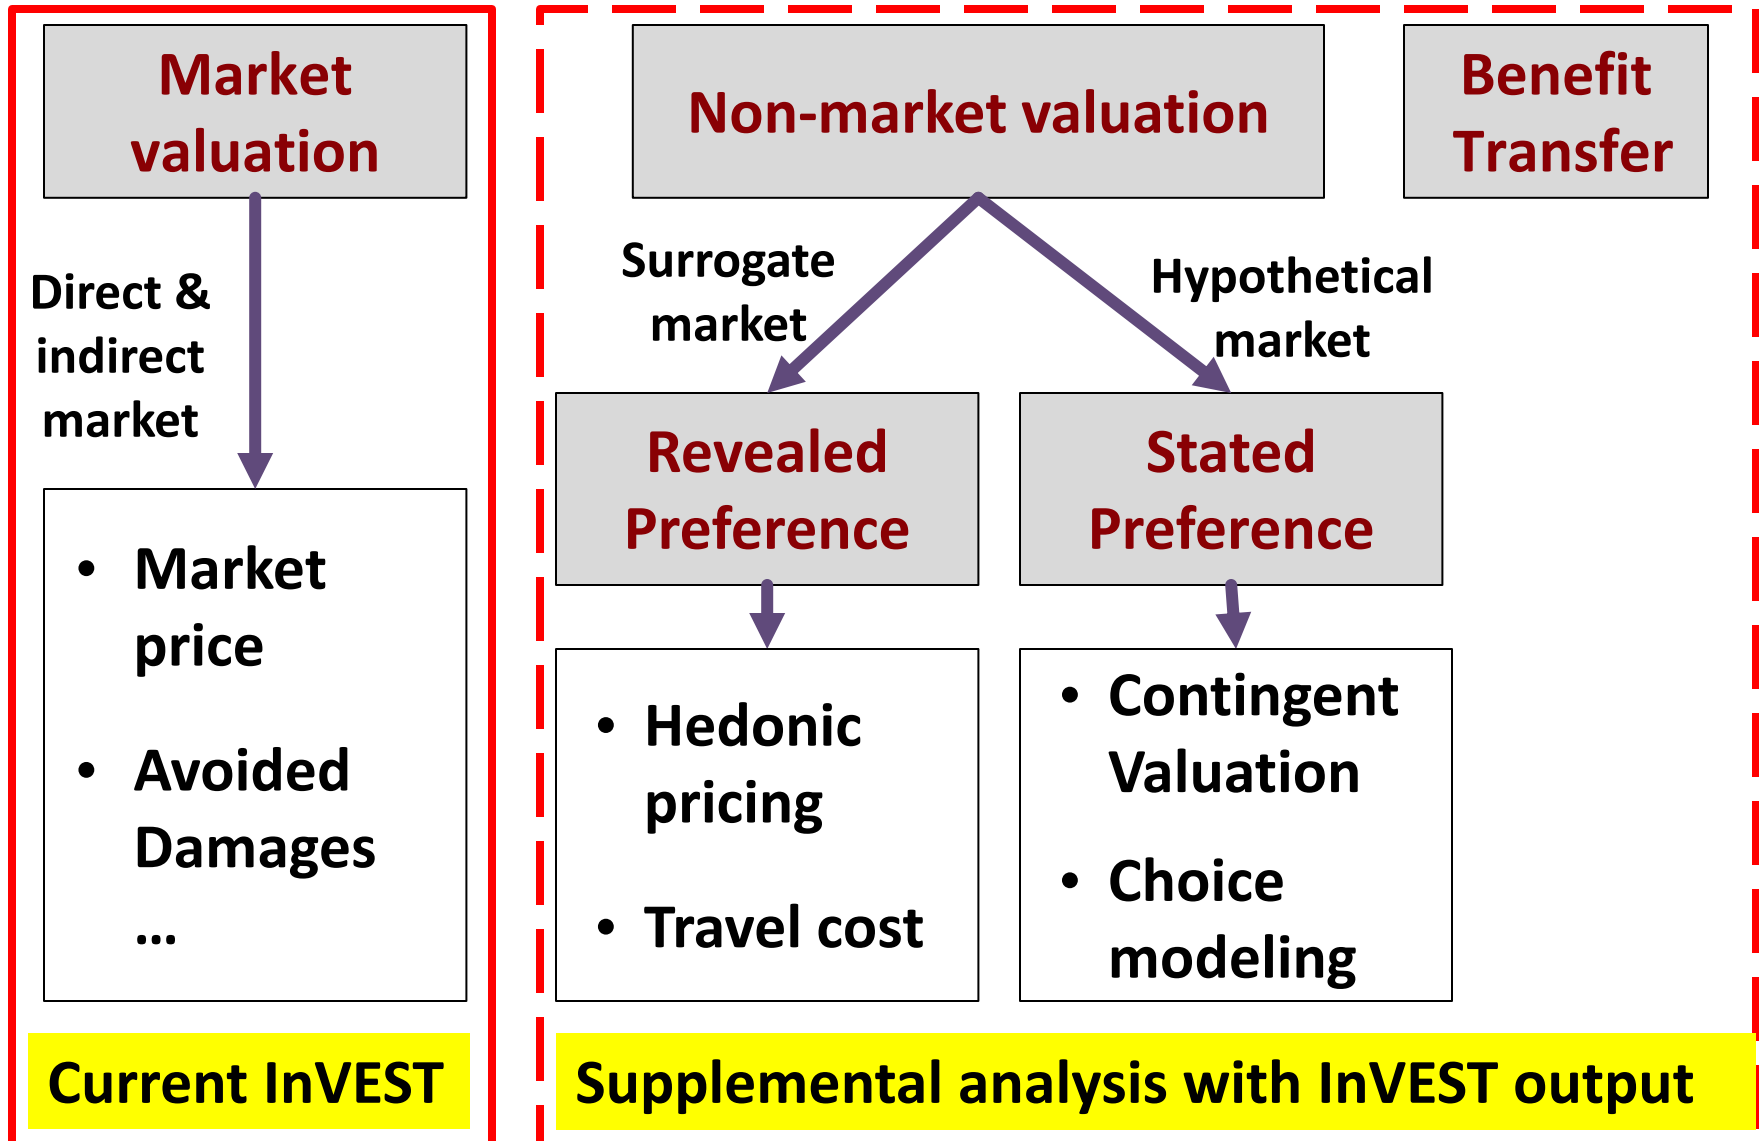 Market
valuation
Direct &
indirect
market
• Market
price
• Avoided
Damages
...
Current InVEST
Non-market valuation
Surrogate
market
Hypothetical
market
Revealed
Preference
• Hedonic
pricing
• Travel cost
Stated
Preference
• Contingent
Valuation
• Choice
modeling
Benefit
Transfer
Supplemental analysis with InVEST output